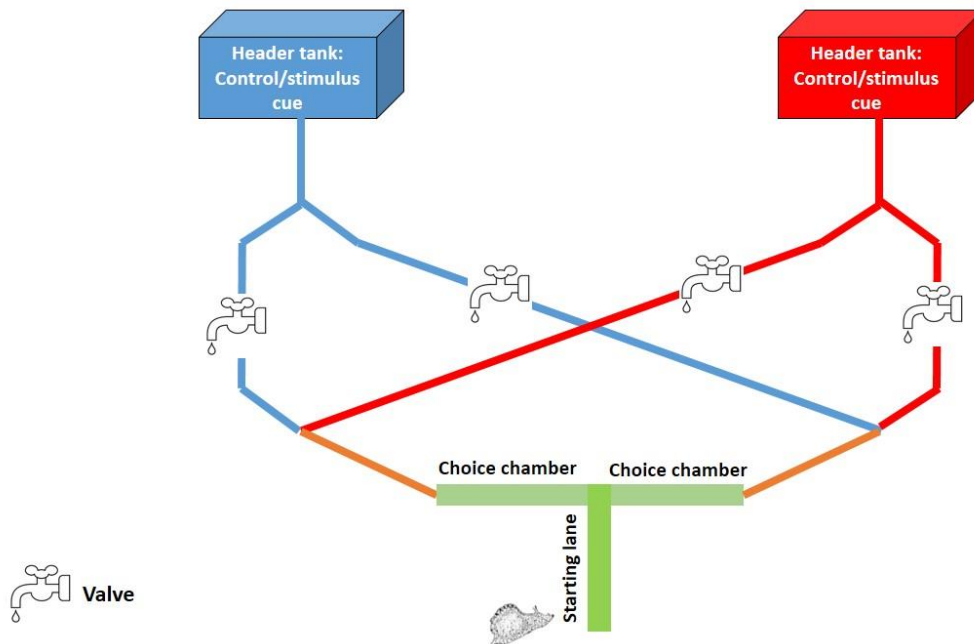 Header tank:
Control/stimulus
cue
Header tank:
Control/stimulus
cue
Choice chamber
Choice chamber
Starting lane
Valve